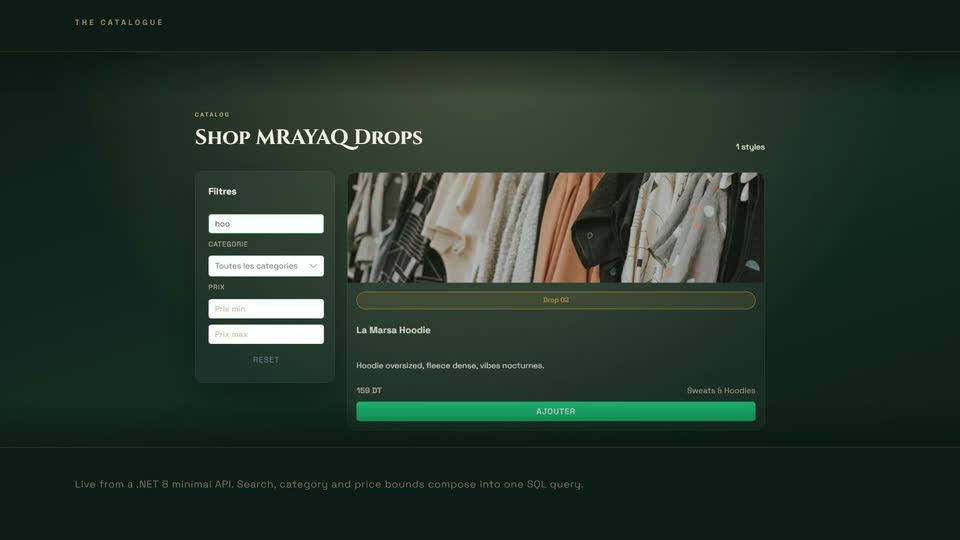 THE CATALOGUE
CATALOG
Shop MRAYAQ Drops
1 styles
Filtres
hoo
CATEGORIE
Toutes les categories
PRIX
Prix min
Prix max
RESET
Drop 02
La Marsa Hoodie
Hoodie oversized, fleece dense, vibes nocturnes.
159 DT
Sweats & Hoodies
AJOUTER
Live from a .NET 8 minimal API. Search, category and price bounds compose into one SQL query.